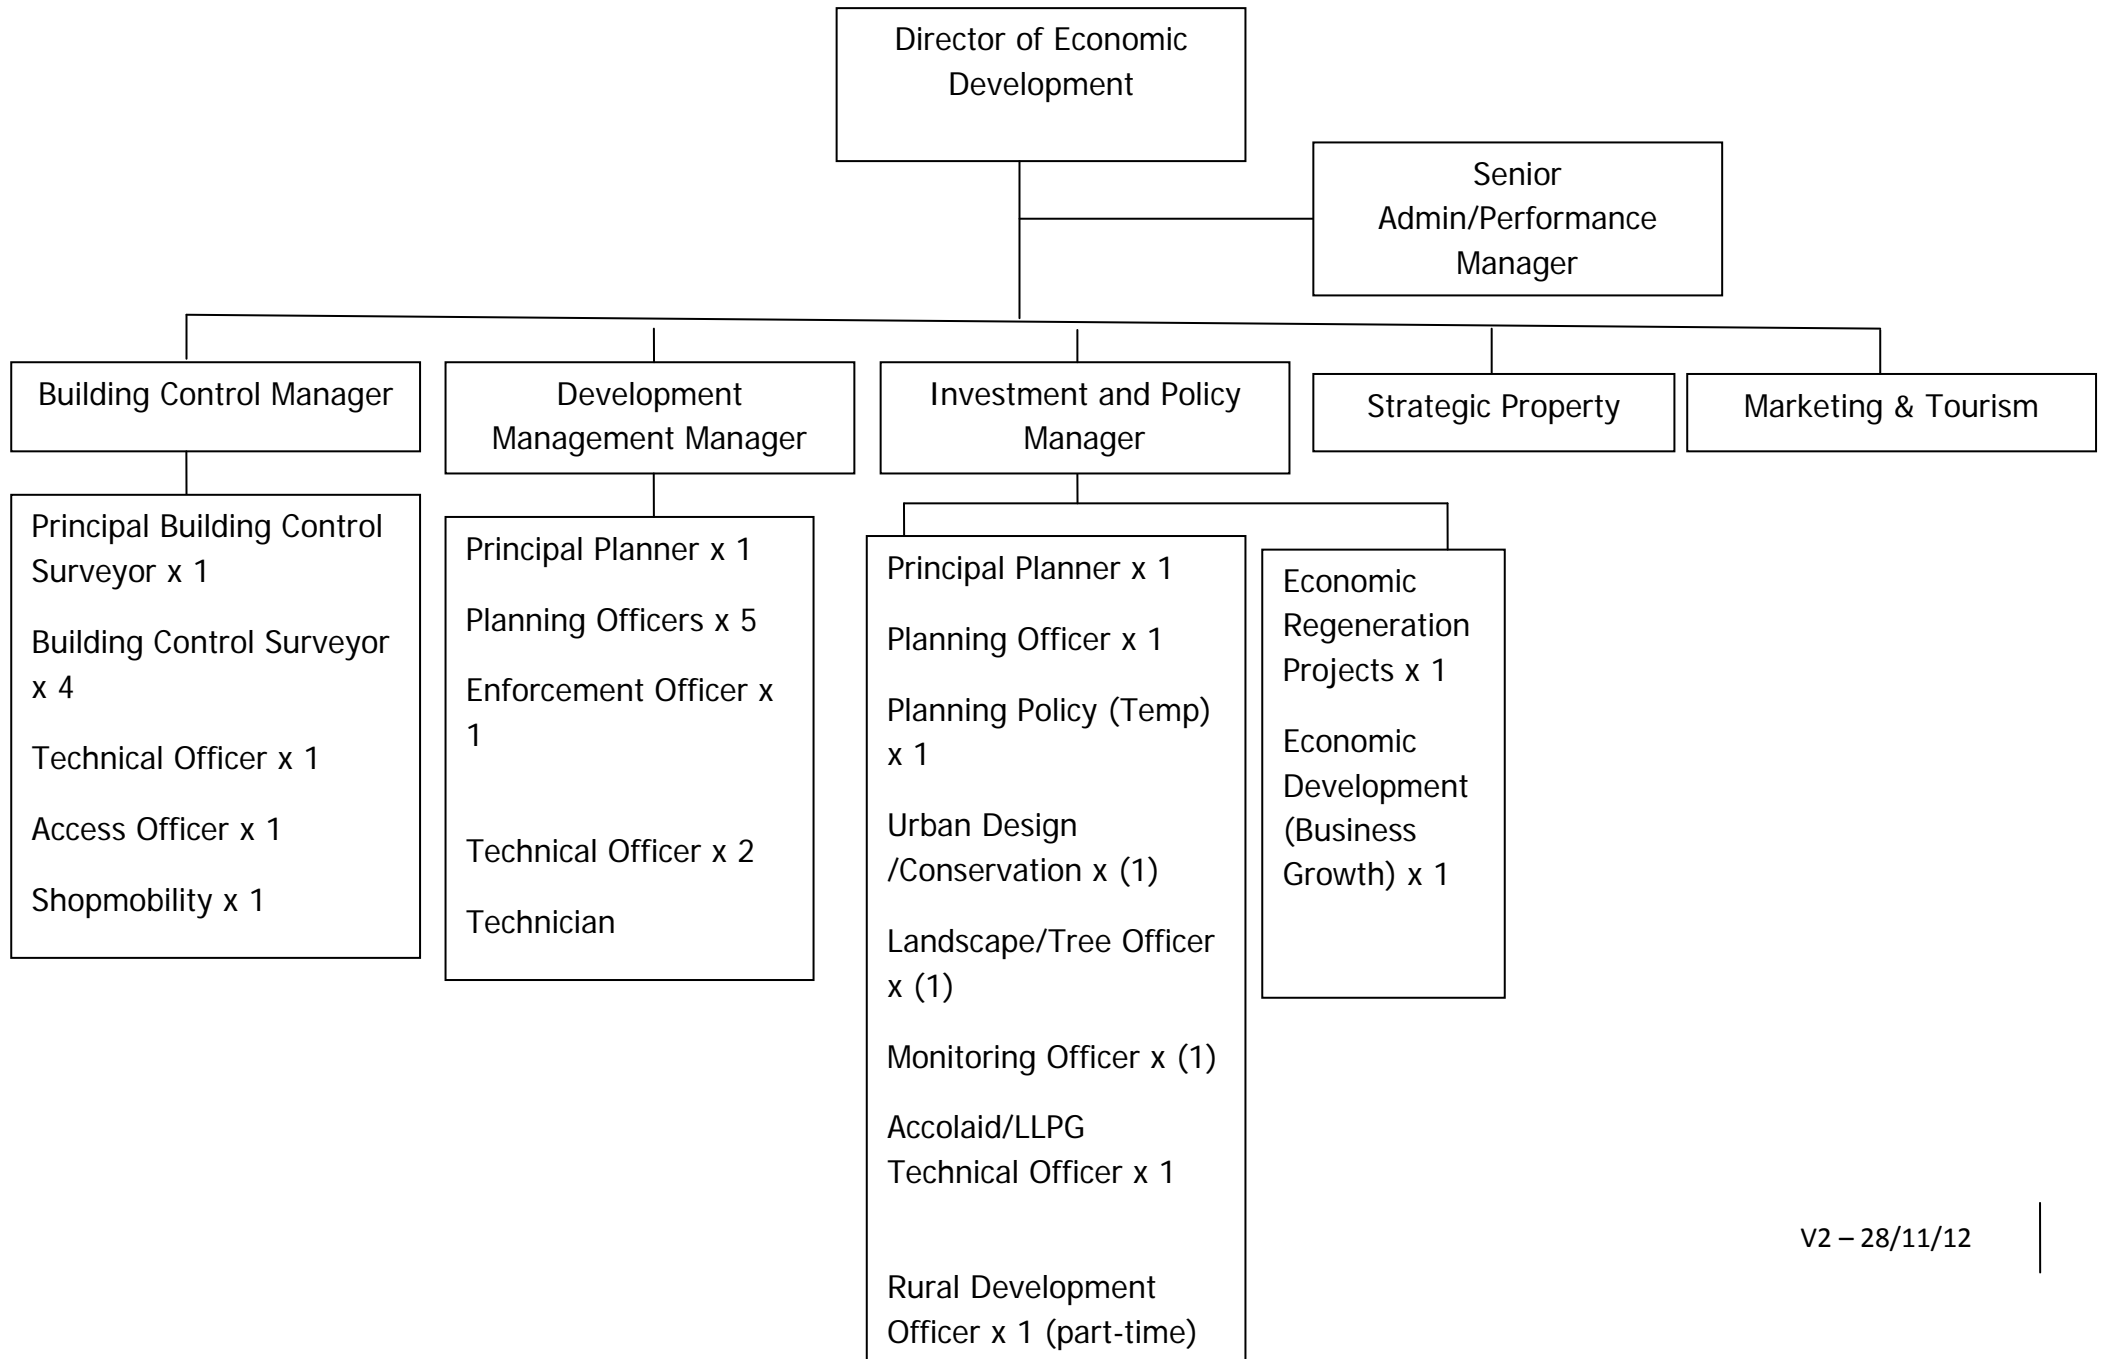 Director of Economic
Development
Senior
Admin/Performance
Manager
Building Control Manager
Development
Management Manager
Investment and Policy
Manager
Strategic Property
Marketing & Tourism
Principal Building Control
Surveyor x 1
Building Control Surveyor
x 4
Technical Officer x 1
Access Officer x 1
Shopmobility x 1
Principal Planner x 1
Planning Officers x 5
Enforcement Officer x
1
Technical Officer x 2
Technician
Principal Planner x 1
Planning Officer x 1
Planning Policy (Temp)
x 1
Urban Design
/Conservation x (1)
Landscape/Tree Officer
x (1)
Monitoring Officer x (1)
Accolaid/LLPG
Technical Officer x 1
Rural Development
Officer x 1 (part-time)
Economic
Regeneration
Projects x 1
Economic
Development
(Business
Growth) x 1
V2 – 28/11/12